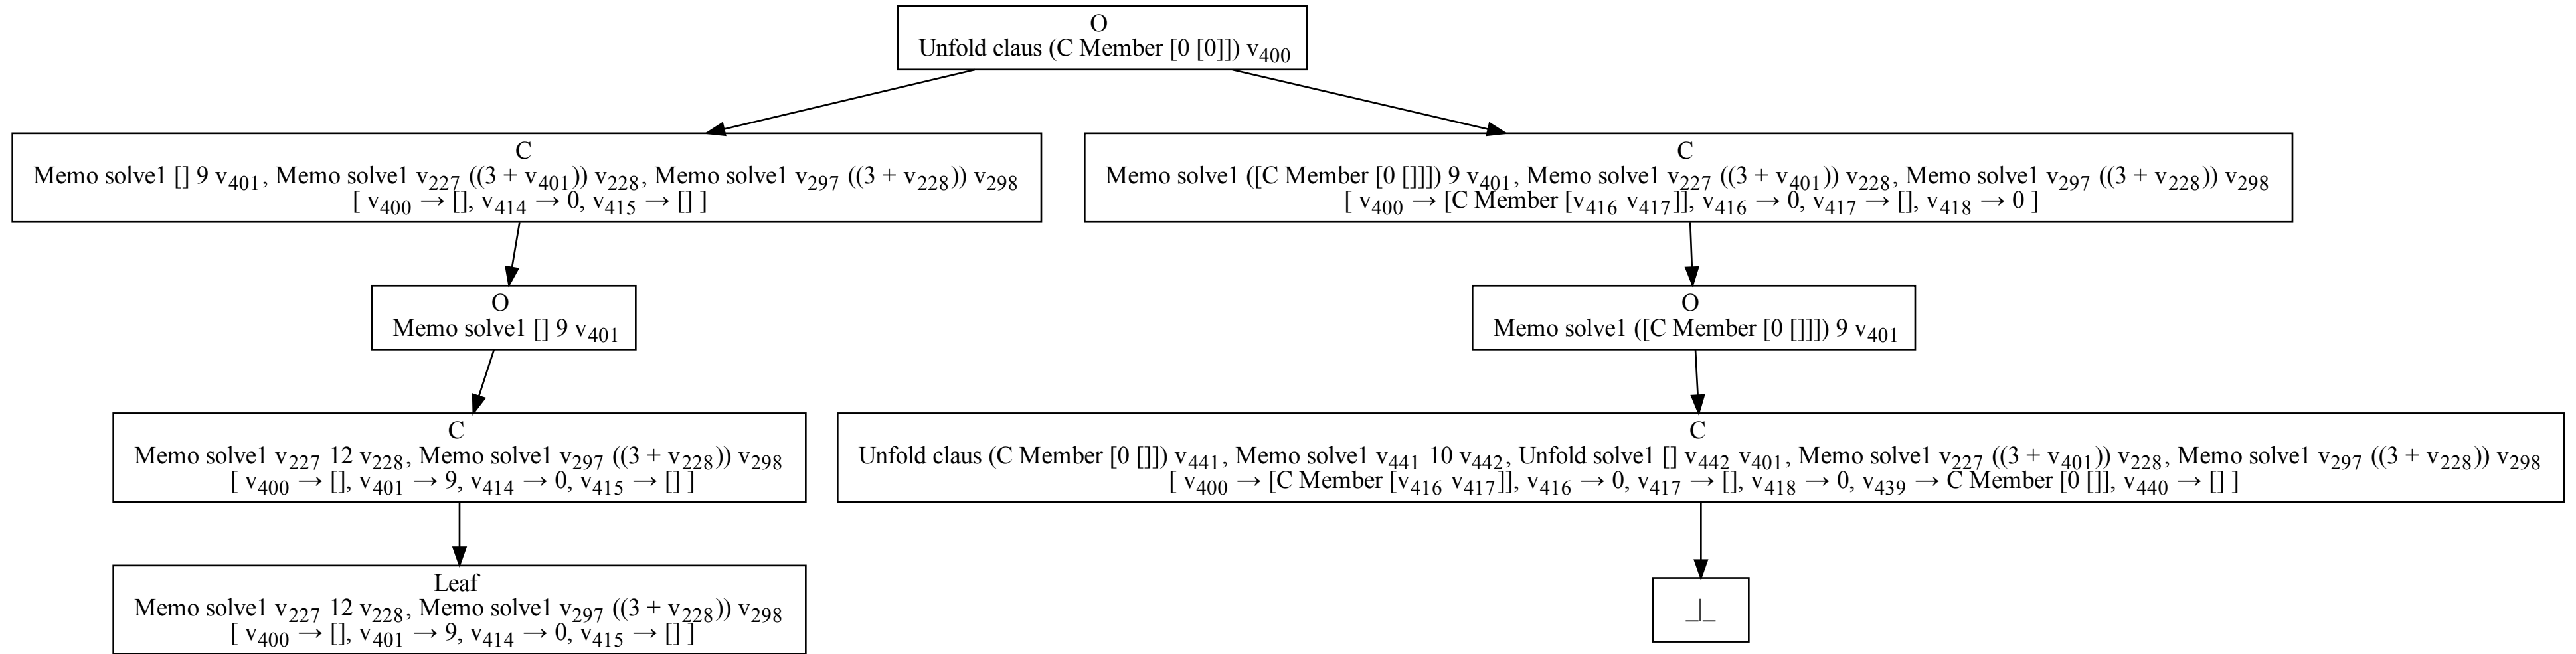 O
Unfold claus (C Member [0 [0]]) v400
C
Memo solve1 [] 9 v401, Memo solve1 v227 ((3 + v401)) v228, Memo solve1 v297 ((3 + v228)) v298
[ v400 → [], v414 → 0, v415 → [] ]
C
Memo solve1 ([C Member [0 []]]) 9 v401, Memo solve1 v227 ((3 + v401)) v228, Memo solve1 v297 ((3 + v228)) v298
[ v400 → [C Member [v416 v417]], v416 → 0, v417 → [], v418 → 0 ]
O
Memo solve1 [] 9 v401
O
Memo solve1 ([C Member [0 []]]) 9 v401
C
Memo solve1 v227 12 v228, Memo solve1 v297 ((3 + v228)) v298
[ v400 → [], v401 → 9, v414 → 0, v415 → [] ]
C
Unfold claus (C Member [0 []]) v441, Memo solve1 v441 10 v442, Unfold solve1 [] v442 v401, Memo solve1 v227 ((3 + v401)) v228, Memo solve1 v297 ((3 + v228)) v298
[ v400 → [C Member [v416 v417]], v416 → 0, v417 → [], v418 → 0, v439 → C Member [0 []], v440 → [] ]
Leaf
Memo solve1 v227 12 v228, Memo solve1 v297 ((3 + v228)) v298
[ v400 → [], v401 → 9, v414 → 0, v415 → [] ]
_|_